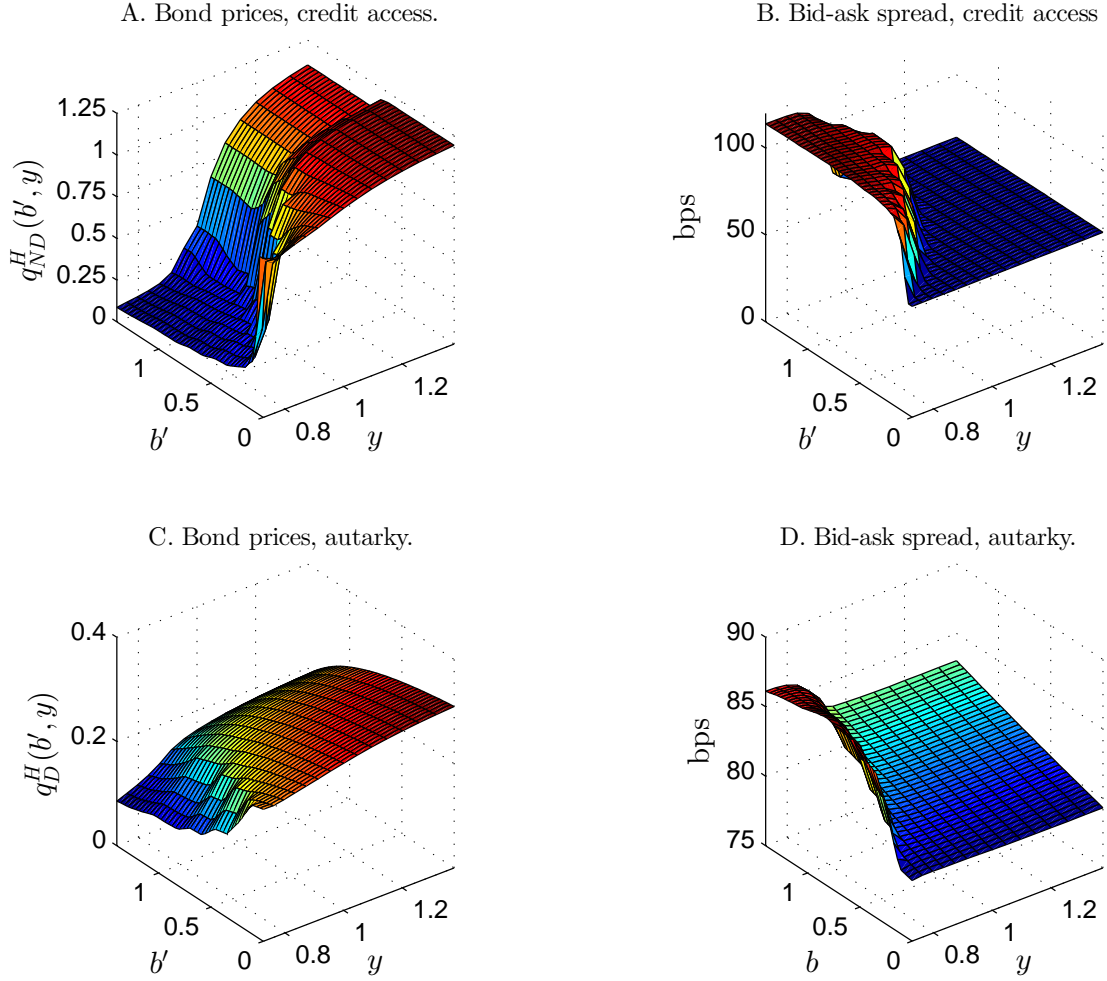 A. Bond prices, credit access.
1.25
1
0.75
0.5
0.25
0
q^H_{ND}(b′, y)
1
0.5
0
b′
0.8
1
1.2
y
B. Bid-ask spread, credit access
100
50
0
bps
1
0.5
0
b′
0.8
1
1.2
y
C. Bond prices, autarky.
0.4
0.2
0
q^H_D(b′, y)
1
0.5
0
b′
0.8
1
1.2
y
D. Bid-ask spread, autarky.
90
85
80
75
bps
1
0.5
0
b
0.8
1
1.2
y